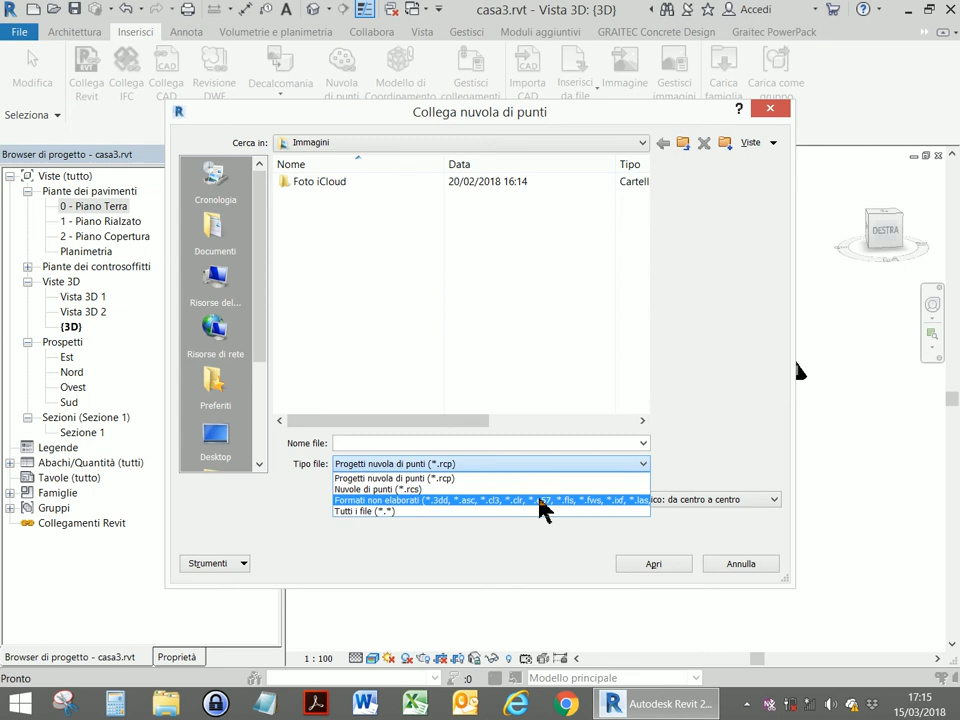 casa3.rvt - Vista 3D: {3D}
Accedi
File Architettura Inserisci Annota Volumetrie e planimetria Collabora Vista Gestisci Moduli aggiuntivi GRAITEC Concrete Design Graitec PowerPack
Modifica
Collega Revit
Collega IFC
Collega CAD
Revisione DWF
Decalcomania
Nuvola di punti
Modello di Coordinamento
Gestisci collegamenti
Importa CAD
Inserisci da file
Immagine
Gestisci immagini
Carica famiglia
Carica come gruppo
Seleziona
Collega nuvola di punti
Browser di progetto - casa3.rvt
Viste (tutto)
Piante dei pavimenti
0 - Piano Terra
1 - Piano Rialzato
2 - Piano Copertura
Planimetria
Piante dei controsoffitti
Viste 3D
Vista 3D 1
Vista 3D 2
{3D}
Prospetti
Est
Nord
Ovest
Sud
Sezioni (Sezione 1)
Sezione 1
Legende
Abachi/Quantità (tutti)
Tavole (tutto)
Famiglie
Gruppi
Collegamenti Revit
Cerca in: Immagini
Viste
Nome Data Tipo
Foto iCloud 20/02/2018 16:14 Cartell
Cronologia
Documenti
Risorse del...
Risorse di rete
Preferiti
Desktop
Nome file:
Tipo file: Progetti nuvola di punti (*.rcp)
Progetti nuvola di punti (*.rcp)
Nuvole di punti (*.rcs)
Formati non elaborati (*.3dd, *.asc, *.cl3, *.clr, *.e57, *.fls, *.fws, *.ixf, *.las
Tutti i file (*.*)
ico: da centro a centro
Strumenti
Apri
Annulla
DESTRA
Browser di progetto - casa3.rvt
Proprietà
1 : 100
Pronto
:0
Modello principale
Autodesk Revit 2...
17:15
15/03/2018